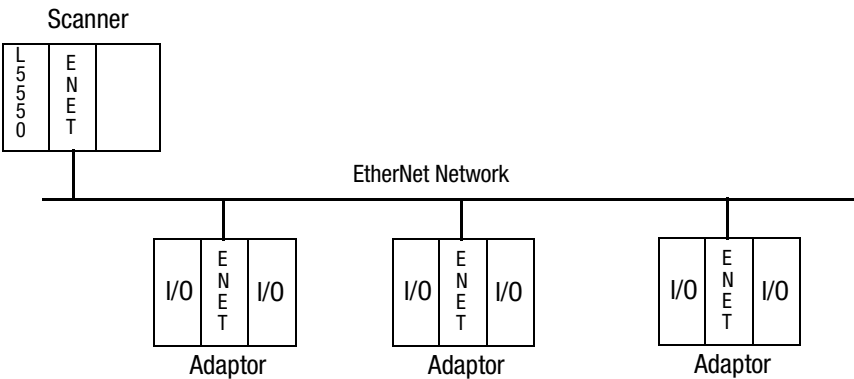 Scanner
L5550
ENET
EtherNet Network
I/O
ENET
I/O
I/O
ENET
I/O
I/O
ENET
I/O
Adaptor
Adaptor
Adaptor